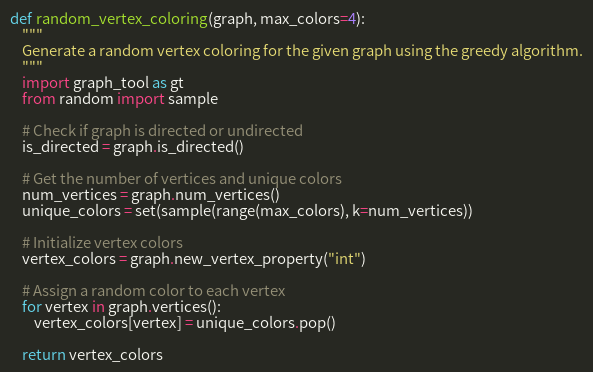 def random_vertex_coloring(graph, max_colors=4):
"""
Generate a random vertex coloring for the given graph using the greedy algorithm.
"""
import graph_tool as gt
from random import sample
# Check if graph is directed or undirected
is_directed = graph.is_directed()
# Get the number of vertices and unique colors
num_vertices = graph.num_vertices()
unique_colors = set(sample(range(max_colors), k=num_vertices))
# Initialize vertex colors
vertex_colors = graph.new_vertex_property("int")
# Assign a random color to each vertex
for vertex in graph.vertices():
vertex_colors[vertex] = unique_colors.pop()
return vertex_colors